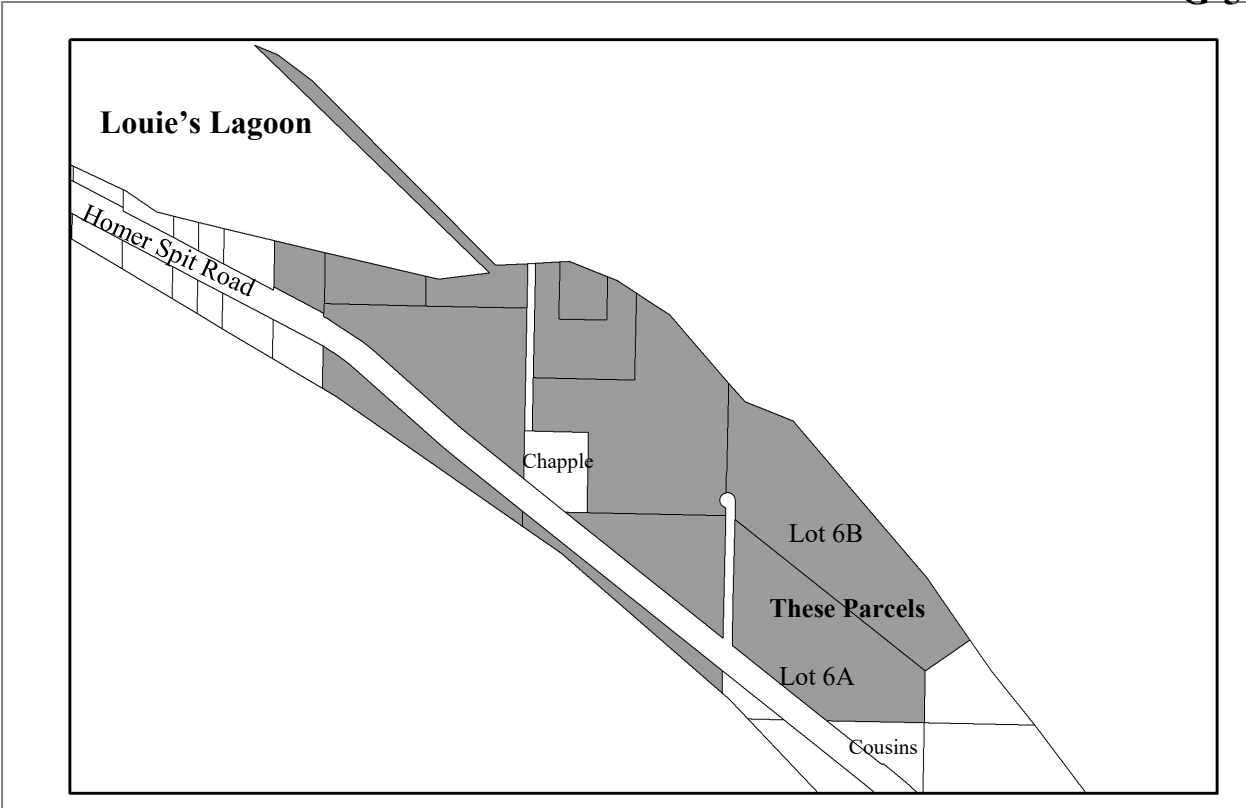 Louie’s Lagoon
Homer Spit Road
Chapple
Lot 6B
These Parcels
Lot 6A
Cousins